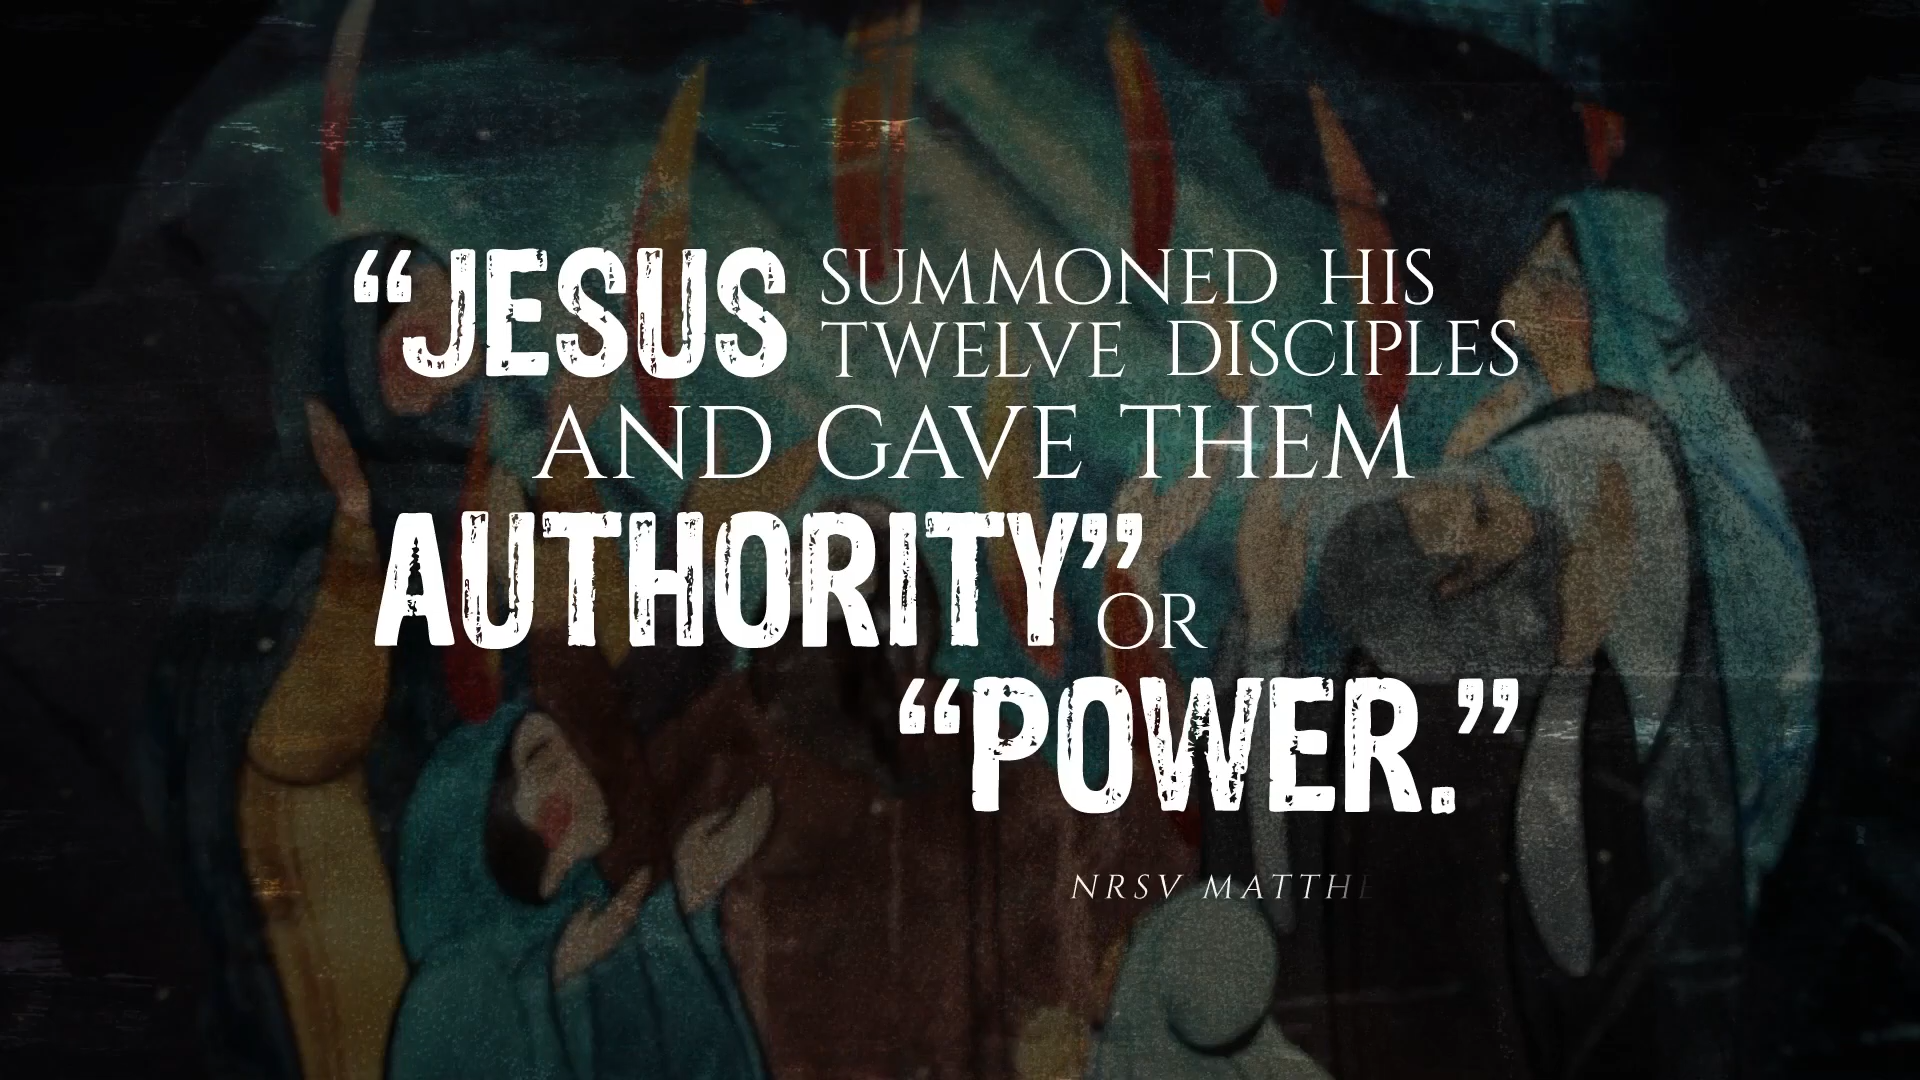 “JESUS SUMMONED HIS
TWELVE DISCIPLES
AND GAVE THEM
AUTHORITY” OR
“POWER.”
NRSV MATTHE